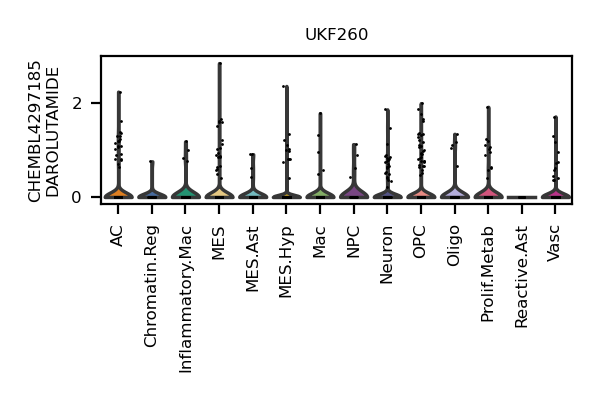 UKF260
CHEMBL4297185
DAROLUTAMIDE
2
0
AC
Chromatin.Reg
Inflammatory.Mac
MES
MES.Ast
MES.Hyp
Mac
NPC
Neuron
OPC
Oligo
Prolif.Metab
Reactive.Ast
Vasc